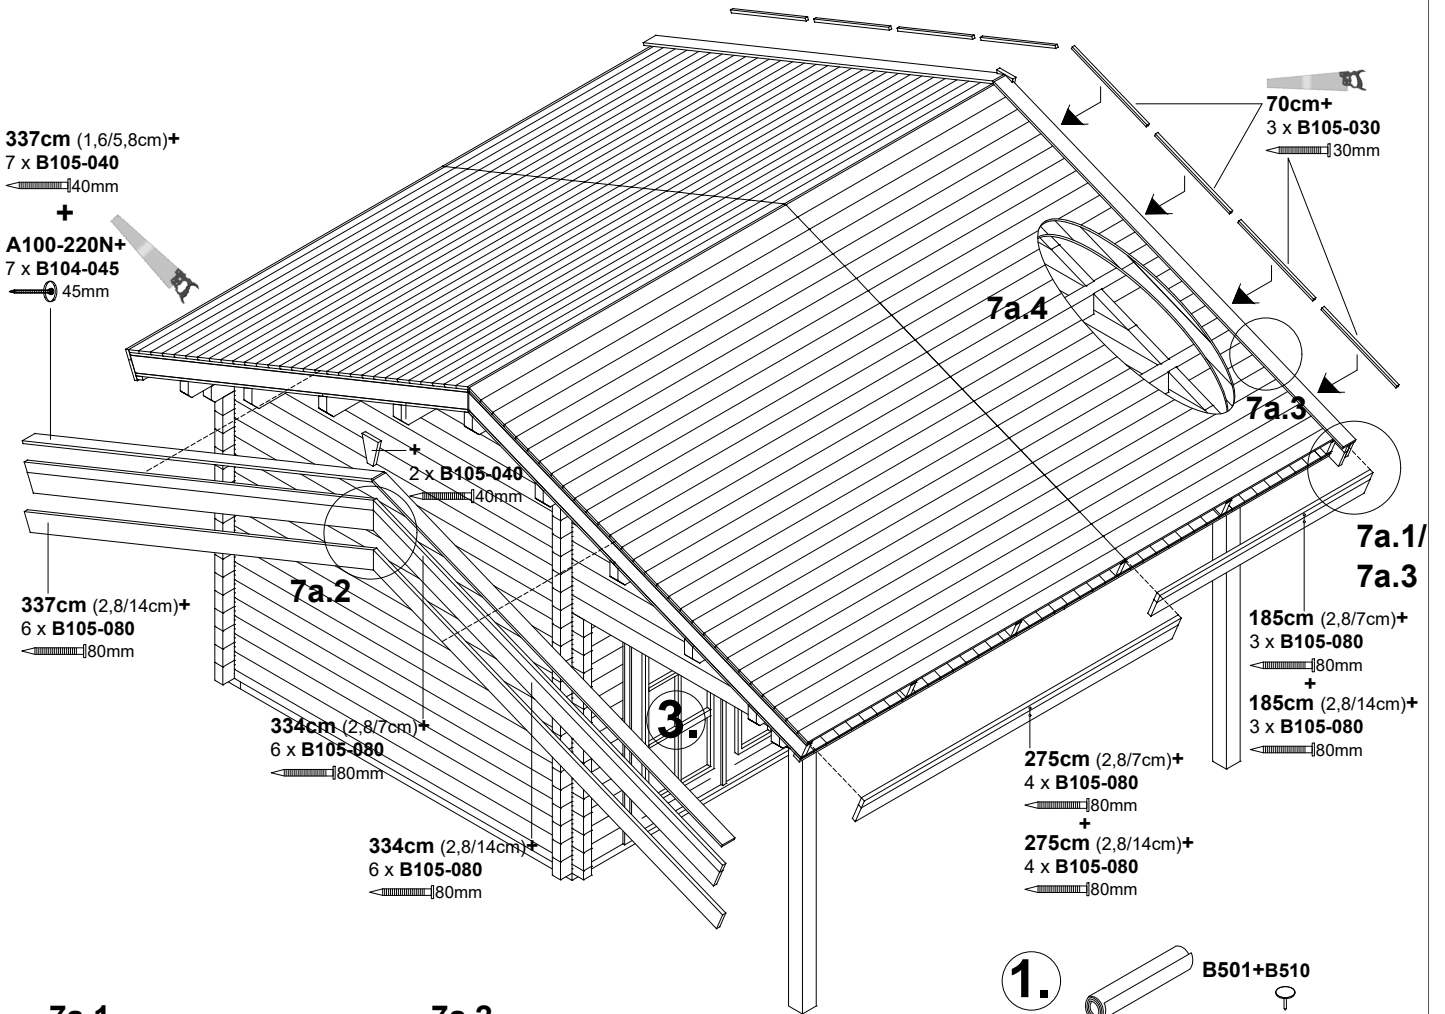 337cm (1,6/5,8cm)+
7 x B105-040
40mm
+
A100-220N+
7 x B104-045
45mm
70cm+
3 x B105-030
30mm
7a.4
7a.3
+
2 x B105-040
40mm
7a.2
7a.1/
7a.3
337cm (2,8/14cm)+
6 x B105-080
80mm
185cm (2,8/7cm)+
3 x B105-080
80mm
+
185cm (2,8/14cm)+
3 x B105-080
80mm
3.
334cm (2,8/7cm)+
6 x B105-080
80mm
275cm (2,8/7cm)+
4 x B105-080
80mm
+
275cm (2,8/14cm)+
4 x B105-080
80mm
334cm (2,8/14cm)+
6 x B105-080
80mm
1.
B501+B510
7a.1
7a.2